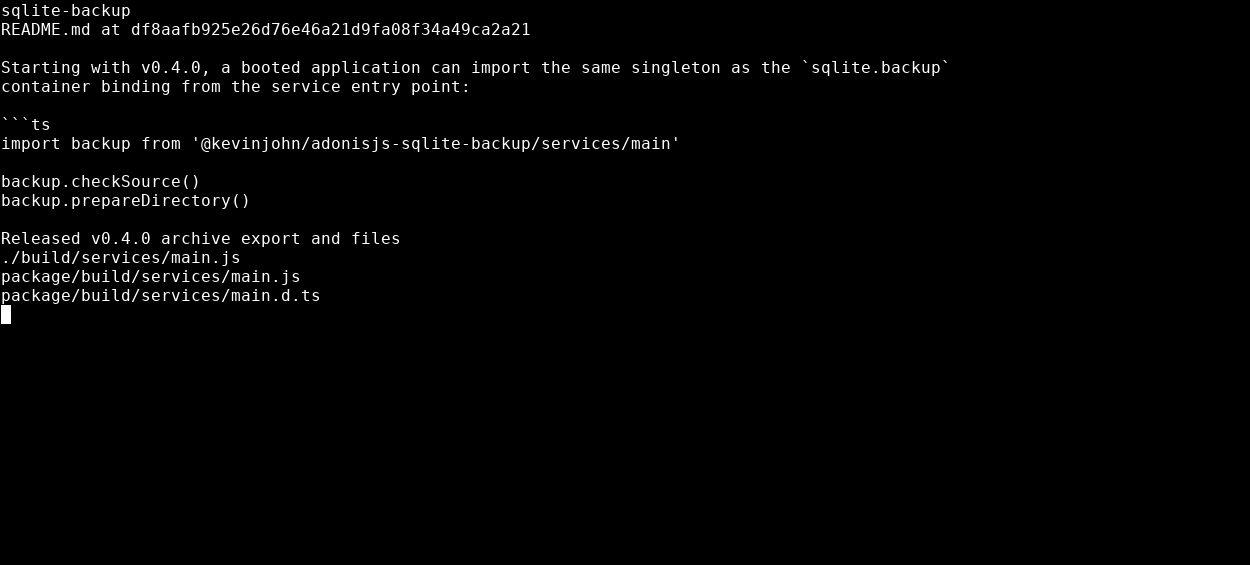 sqlite-backup
README.md at df8aafb925e26d76e46a21d9fa08f34a49ca2a21
Starting with v0.4.0, a booted application can import the same singleton as the `sqlite.backup`
container binding from the service entry point:
```ts
import backup from '@kevinjohn/adonisjs-sqlite-backup/services/main'
backup.checkSource()
backup.prepareDirectory()
Released v0.4.0 archive export and files
./build/services/main.js
package/build/services/main.js
package/build/services/main.d.ts